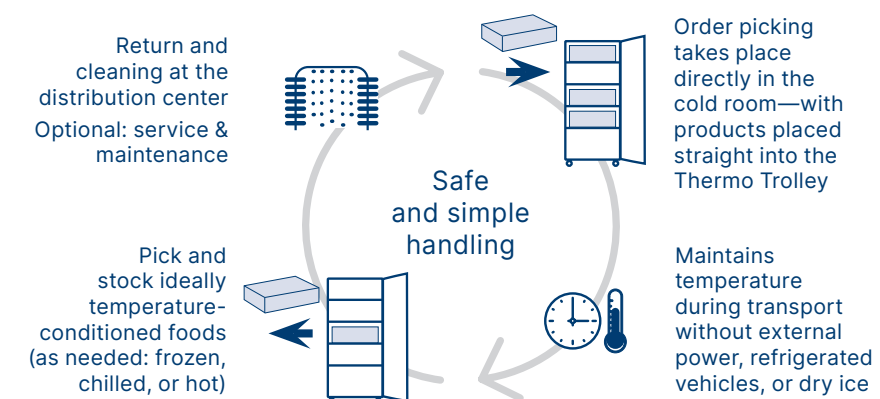 Return and
cleaning at the
distribution center
Optional: service &
maintenance
Order picking
takes place
directly in the
cold room—with
products placed
straight into the
Thermo Trolley
Safe
and simple
handling
Pick and
stock ideally
temperature-
conditioned foods
(as needed: frozen,
chilled, or hot)
Maintains
temperature
during transport
without external
power, refrigerated
vehicles, or dry ice